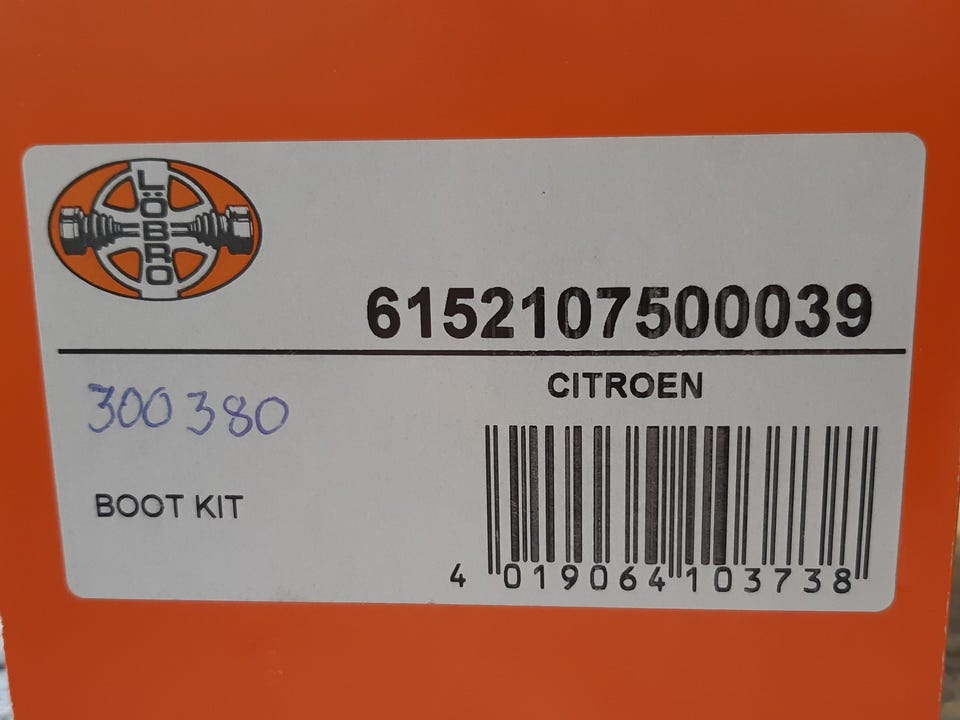 LÖBRO
6152107500039
CITROEN
300380
BOOT KIT
4 019064 103738